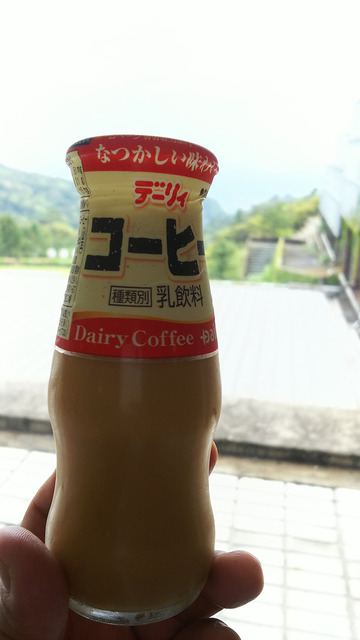 なつかしい味わ
デーリィ
コーヒー
種類別 乳飲料
Dairy Coffee